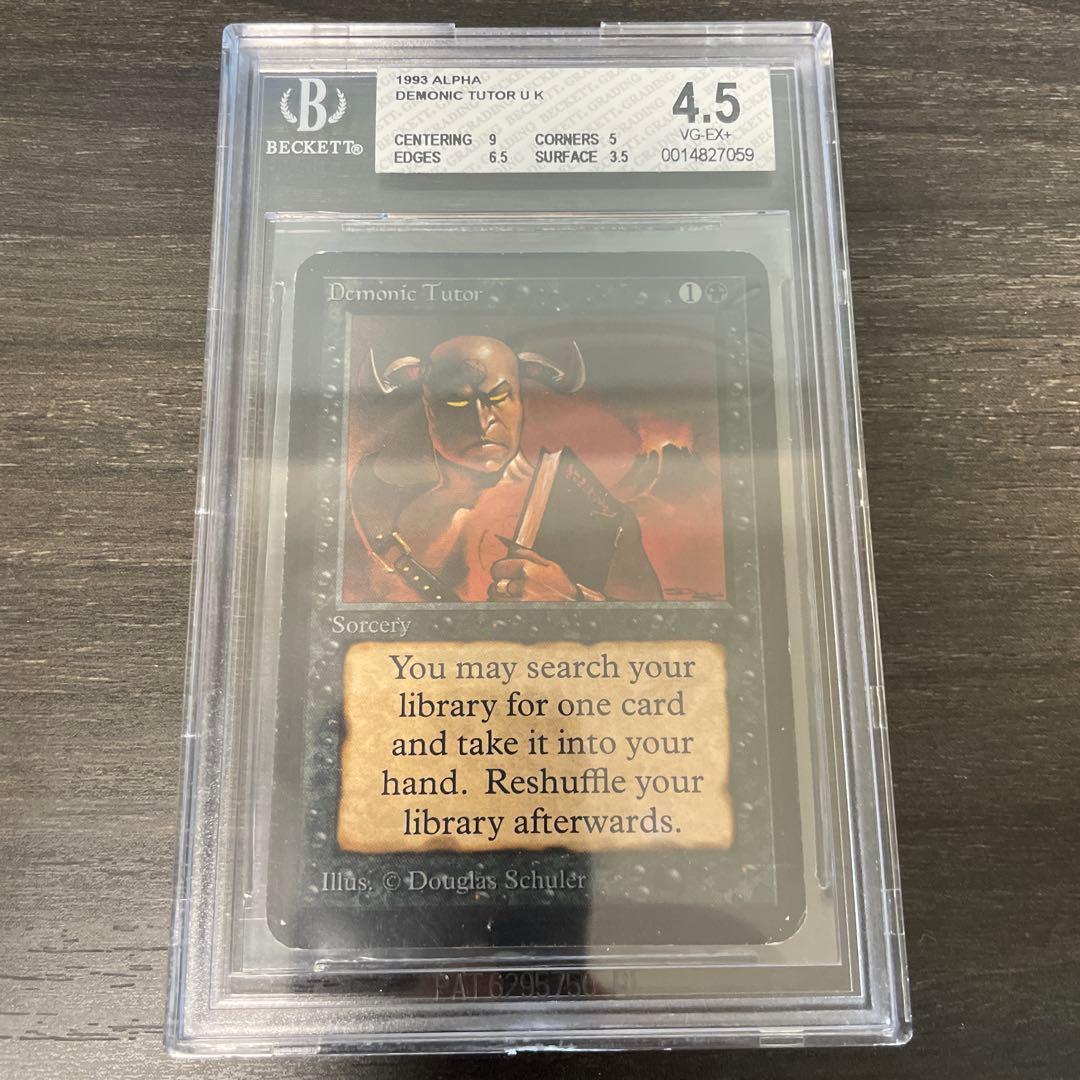 B
BECKETT®
1993 ALPHA
DEMONIC TUTOR U K
CENTERING 9 CORNERS 5
EDGES 6.5 SURFACE 3.5
4.5
VG-EX+
0014827059
Demonic Tutor 1
Sorcery
You may search your
library for one card
and take it into your
hand. Reshuffle your
library afterwards.
Illus. © Douglas Schuler